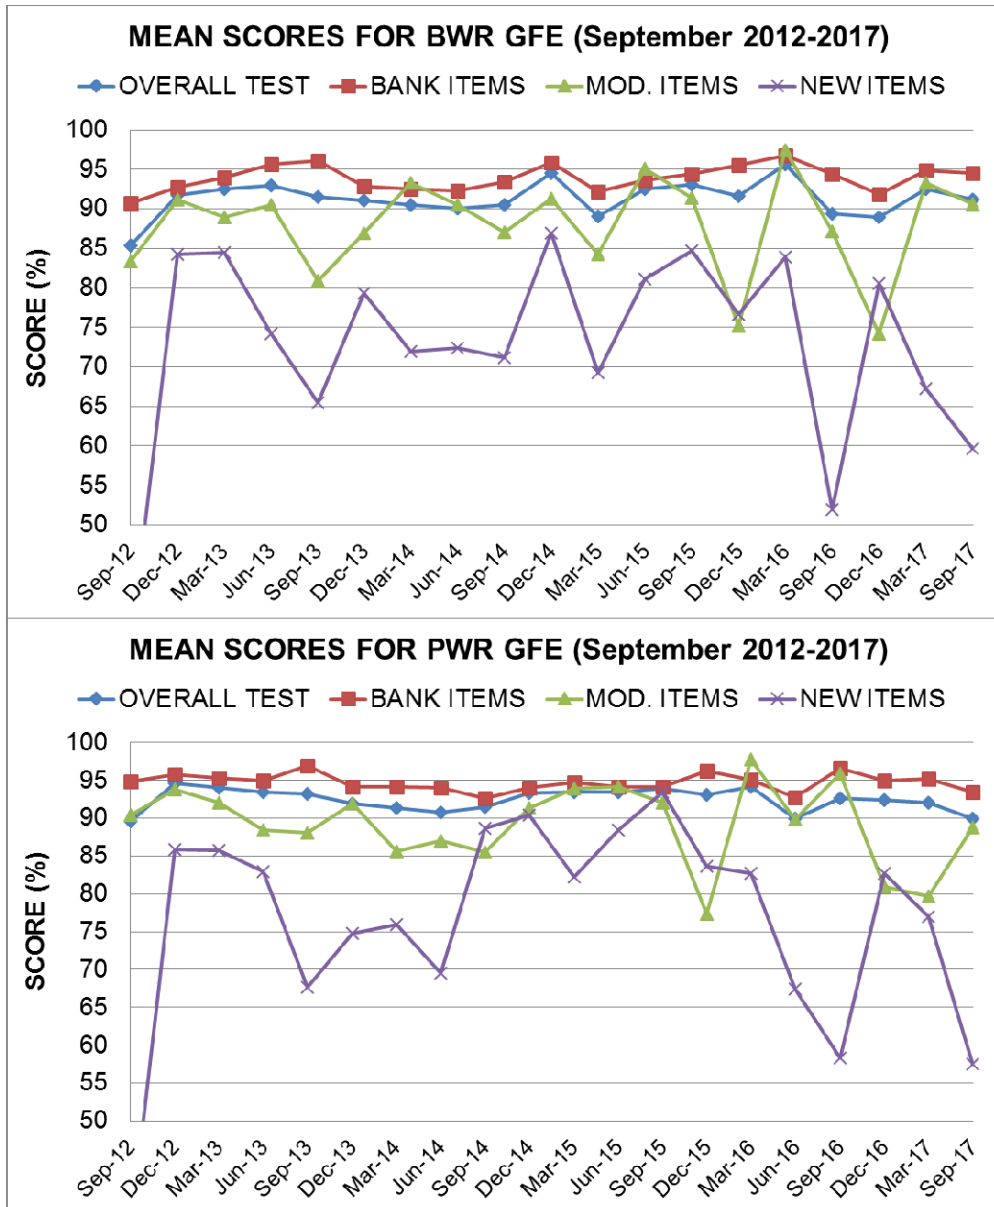 MEAN SCORES FOR BWR GFE (September 2012-2017)
OVERALL TEST BANK ITEMS MOD. ITEMS NEW ITEMS
100
95
90
85
80
75
70
65
60
55
50
SCORE (%)
Sep-12 Dec-12 Mar-13 Jun-13 Sep-13 Dec-13 Mar-14 Jun-14 Sep-14 Dec-14 Mar-15 Jun-15 Sep-15 Dec-15 Mar-16 Sep-16 Dec-16 Mar-17 Sep-17
MEAN SCORES FOR PWR GFE (September 2012-2017)
OVERALL TEST BANK ITEMS MOD. ITEMS NEW ITEMS
100
95
90
85
80
75
70
65
60
55
50
SCORE (%)
Sep-12 Dec-12 Mar-13 Jun-13 Sep-13 Dec-13 Mar-14 Jun-14 Sep-14 Dec-14 Mar-15 Jun-15 Sep-15 Dec-15 Mar-16 Jun-16 Sep-16 Dec-16 Mar-17 Sep-17